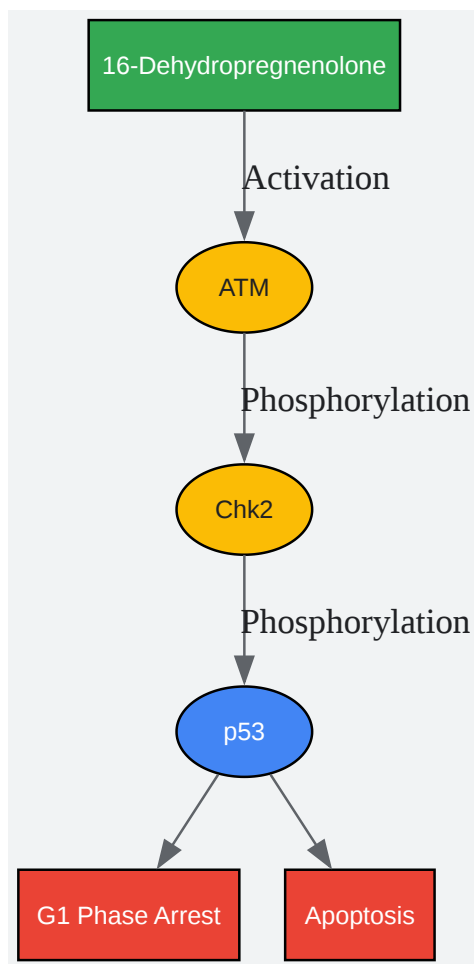 16-Dehydropregnenolone
Activation
ATM
Phosphorylation
Chk2
Phosphorylation
p53
G1 Phase Arrest
Apoptosis